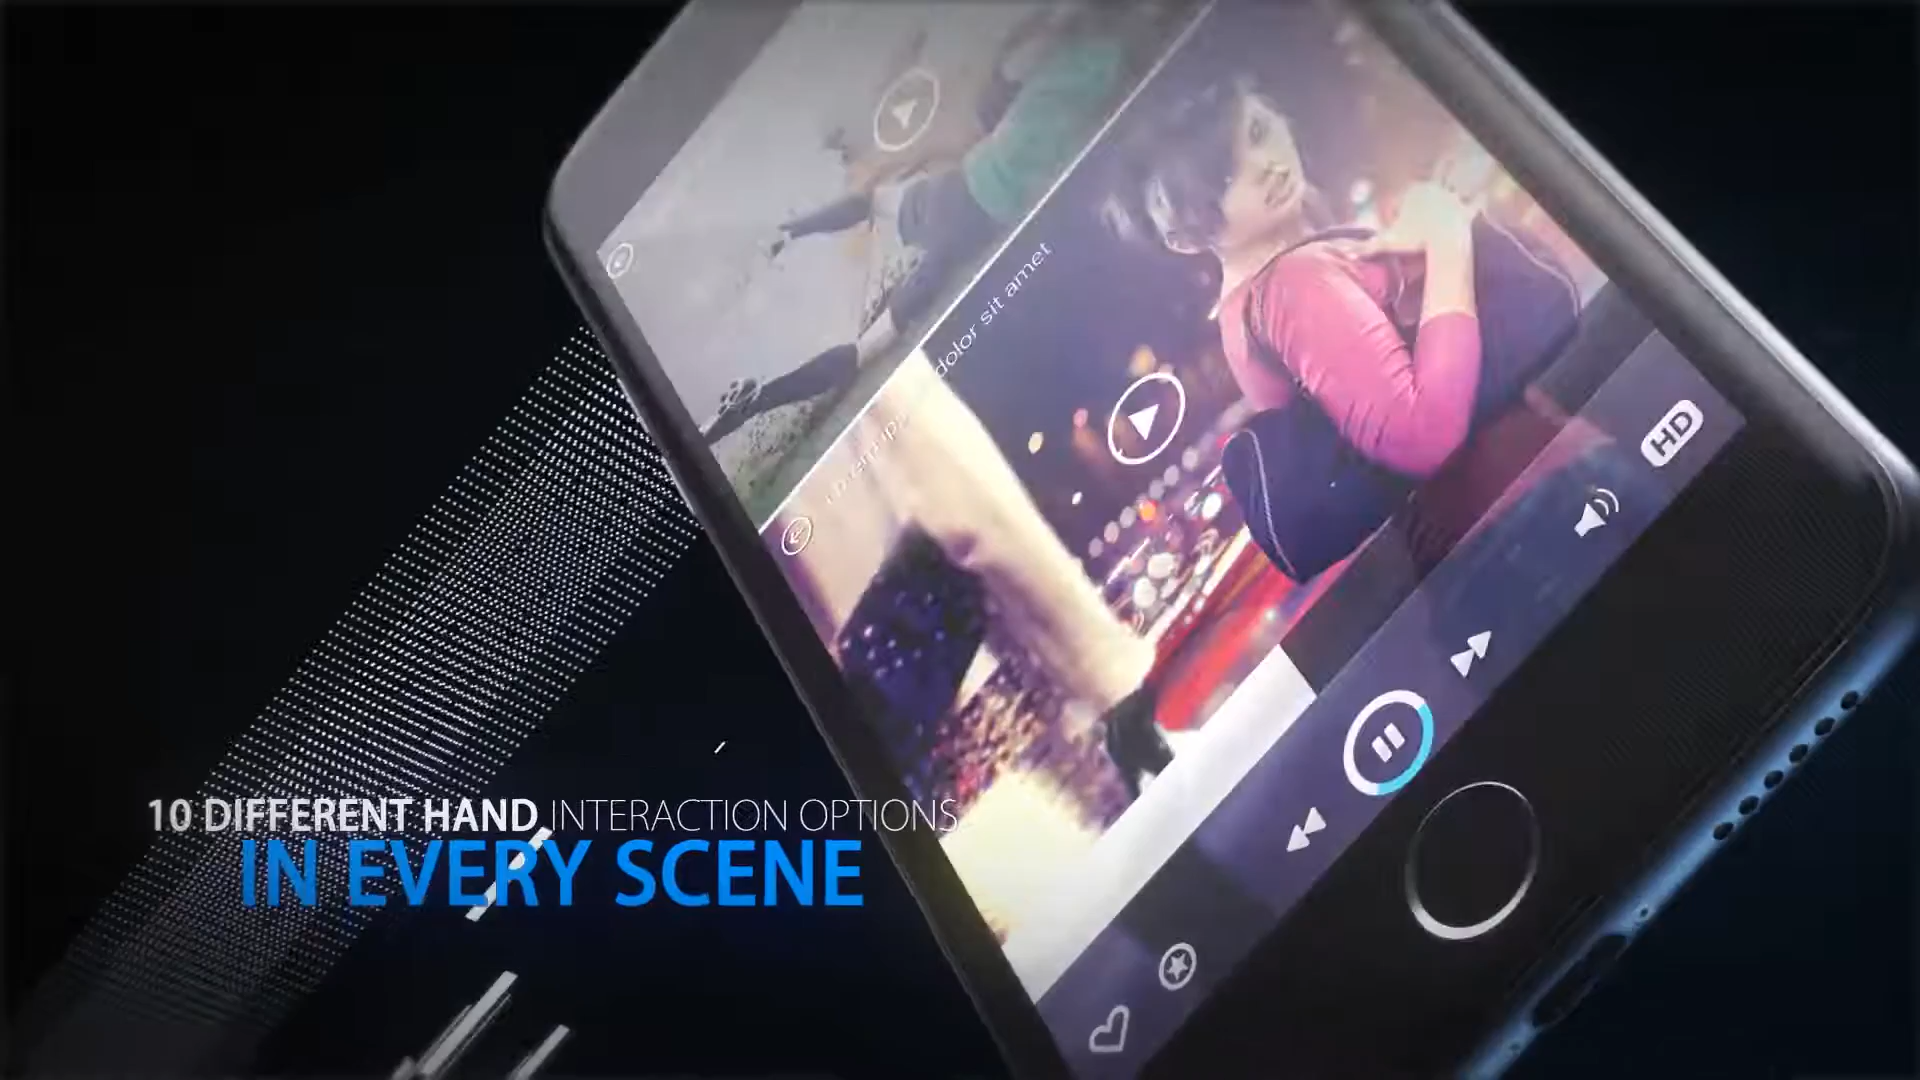 dolor sit amet
HD
10 DIFFERENT HAND INTERACTION OPTIONS
IN EVERY SCENE